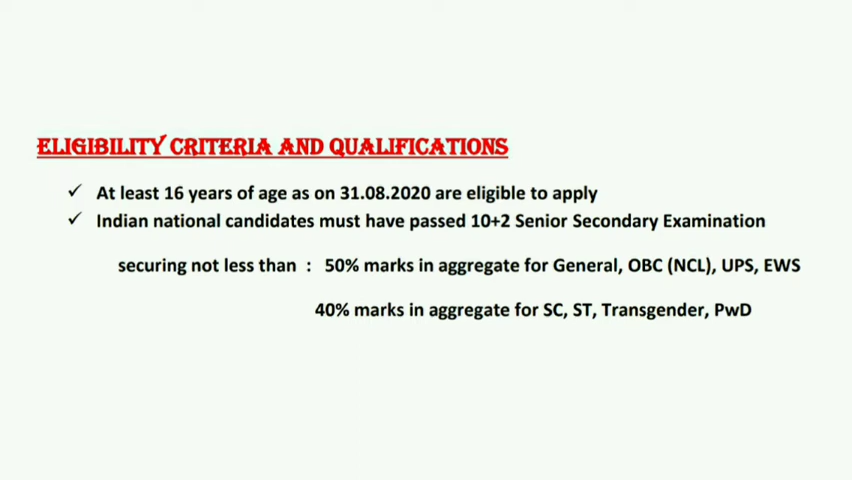 ELIGIBILITY CRITERIA AND QUALIFICATIONS
✓ At least 16 years of age as on 31.08.2020 are eligible to apply
✓ Indian national candidates must have passed 10+2 Senior Secondary Examination
securing not less than : 50% marks in aggregate for General, OBC (NCL), UPS, EWS
40% marks in aggregate for SC, ST, Transgender, PwD